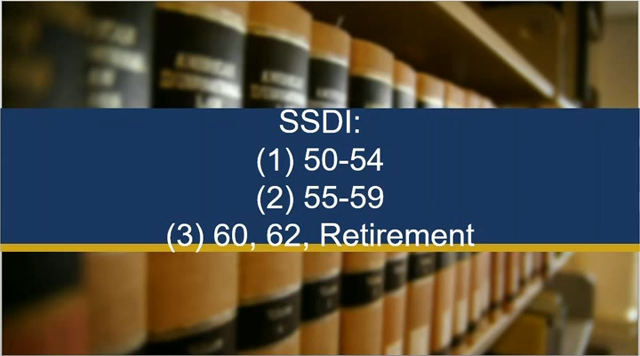 SSDI:
(1) 50-54
(2) 55-59
(3) 60, 62, Retirement